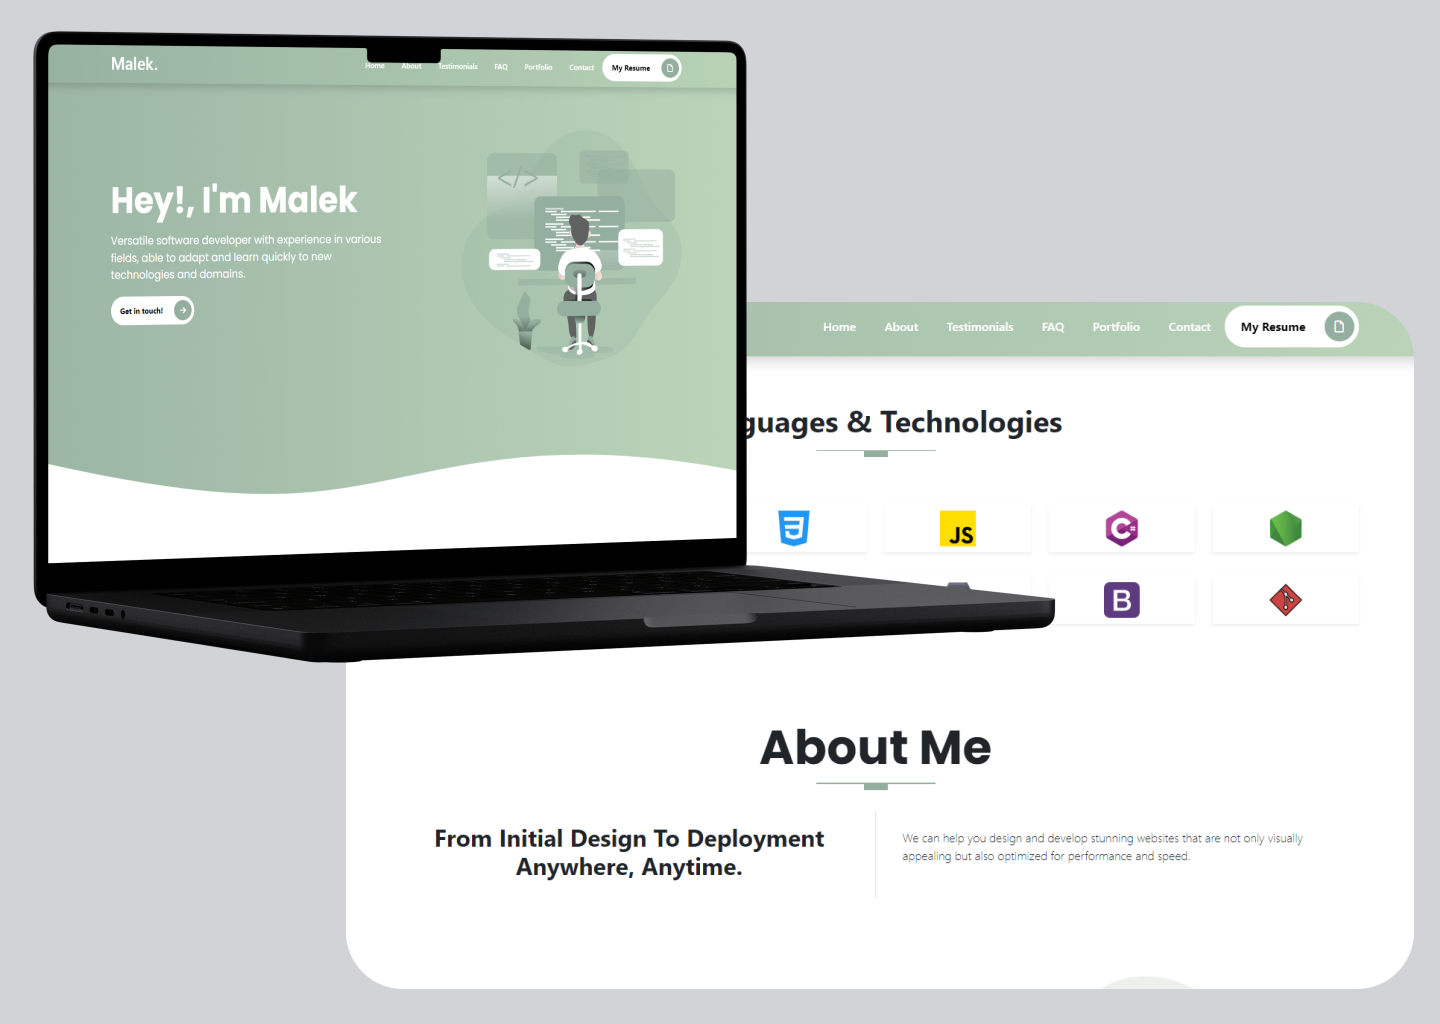 Malek.
Home About Testimonials FAQ Portfolio Contact My Resume
</>
Hey!, I'm Malek
Versatile software developer with experience in various
fields, able to adapt and learn quickly to new
technologies and domains.
Get in touch!
Home About Testimonials FAQ Portfolio Contact My Resume
guages & Technologies
3 JS C#
B
About Me
From Initial Design To Deployment
Anywhere, Anytime.
We can help you design and develop stunning websites that are not only visually
appealing but also optimized for performance and speed.